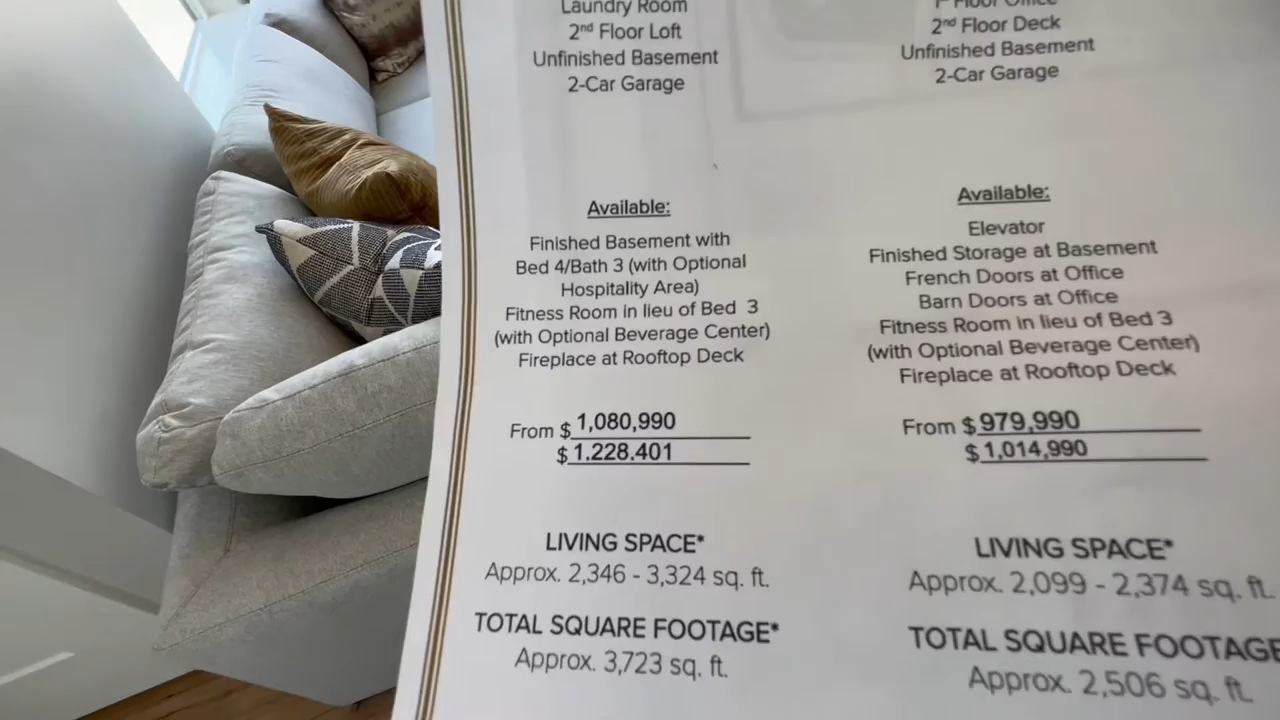 Laundry Room
2nd Floor Loft
Unfinished Basement
2-Car Garage
Available:
Finished Basement with
Bed 4/Bath 3 (with Optional
Hospitality Area)
Fitness Room in lieu of Bed 3
(with Optional Beverage Center)
Fireplace at Rooftop Deck
From $ 1,080,990
$ 1.228.401
LIVING SPACE*
Approx. 2,346 - 3,324 sq. ft.
TOTAL SQUARE FOOTAGE*
Approx. 3,723 sq. ft.
1st Floor Office
2nd Floor Deck
Unfinished Basement
2-Car Garage
Available:
Elevator
Finished Storage at Basement
French Doors at Office
Barn Doors at Office
Fitness Room in lieu of Bed 3
(with Optional Beverage Center)
Fireplace at Rooftop Deck
From $ 979,990
$ 1,014,990
LIVING SPACE*
Approx. 2,099 - 2,374 sq. ft.
TOTAL SQUARE FOOTAGE
Approx. 2,506 sq. ft.